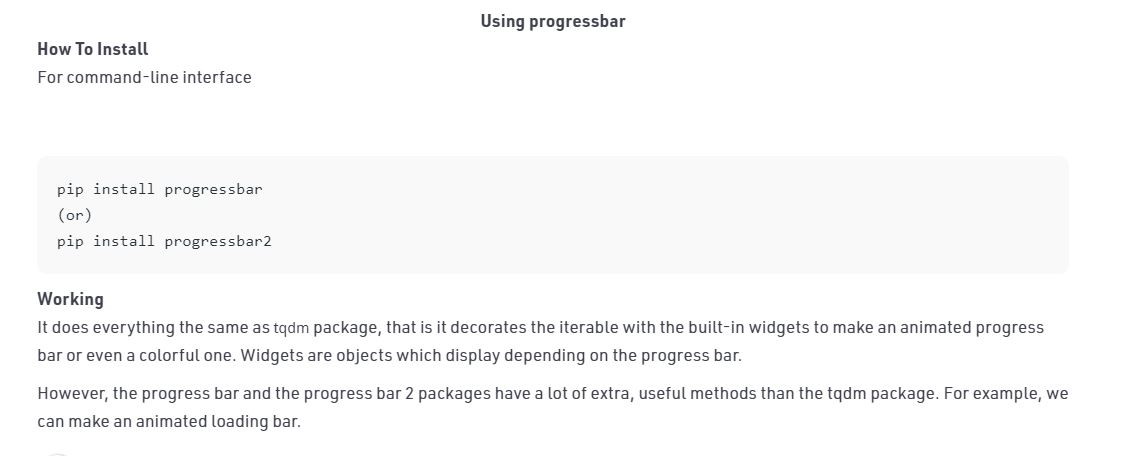 Using progressbar
How To Install
For command-line interface
pip install progressbar
(or)
pip install progressbar2
Working
It does everything the same as tqdm package, that is it decorates the iterable with the built-in widgets to make an animated progress
bar or even a colorful one. Widgets are objects which display depending on the progress bar.
However, the progress bar and the progress bar 2 packages have a lot of extra, useful methods than the tqdm package. For example, we
can make an animated loading bar.